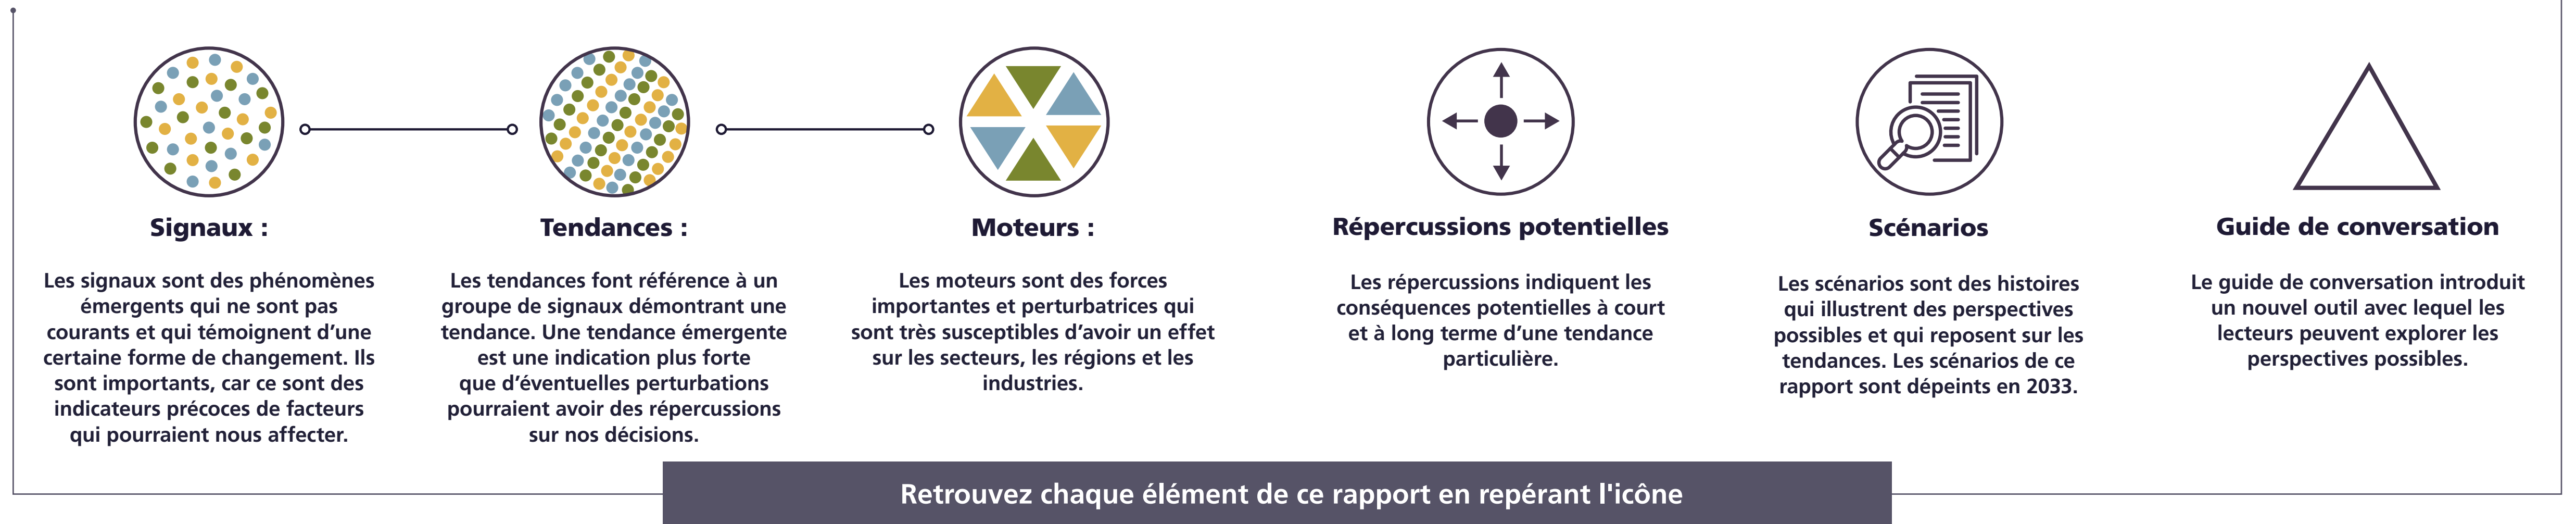 Signaux :
Les signaux sont des phénomènes
émergents qui ne sont pas
courants et qui témoignent d’une
certaine forme de changement. Ils
sont importants, car ce sont des
indicateurs précoces de facteurs
qui pourraient nous affecter.
Tendances :
Les tendances font référence à un
groupe de signaux démontrant une
tendance. Une tendance émergente
est une indication plus forte
que d’éventuelles perturbations
pourraient avoir des répercussions
sur nos décisions.
Moteurs :
Les moteurs sont des forces
importantes et perturbatrices qui
sont très susceptibles d’avoir un effet
sur les secteurs, les régions et les
industries.
Répercussions potentielles
Les répercussions indiquent les
conséquences potentielles à court
et à long terme d’une tendance
particulière.
Scénarios
Les scénarios sont des histoires
qui illustrent des perspectives
possibles et qui reposent sur les
tendances. Les scénarios de ce
rapport sont dépeints en 2033.
Guide de conversation
Le guide de conversation introduit
un nouvel outil avec lequel les
lecteurs peuvent explorer les
perspectives possibles.
Retrouvez chaque élément de ce rapport en repérant l'icône